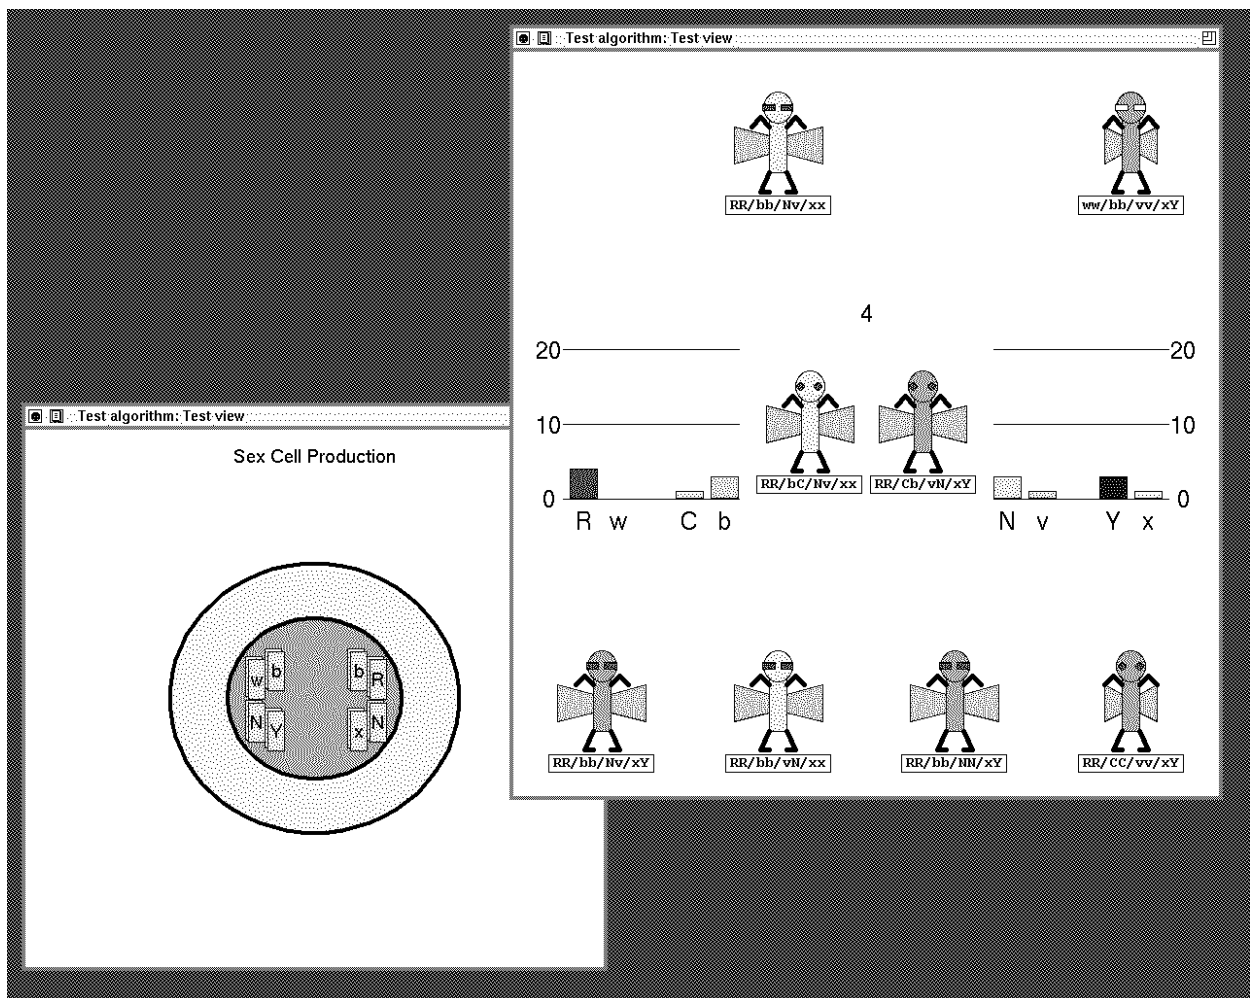 Test algorithm: Test view
RR/bb/Nv/xx
ww/bb/vv/xY
4
20
20
10
10
0
0
RR/bC/Nv/xx
RR/Cb/vN/xY
R w C b
N v Y x
RR/bb/Nv/xY
RR/bb/vN/xx
RR/bb/NN/xY
RR/CC/vv/xY
Test algorithm: Test view
Sex Cell Production
w b b R
N Y x N